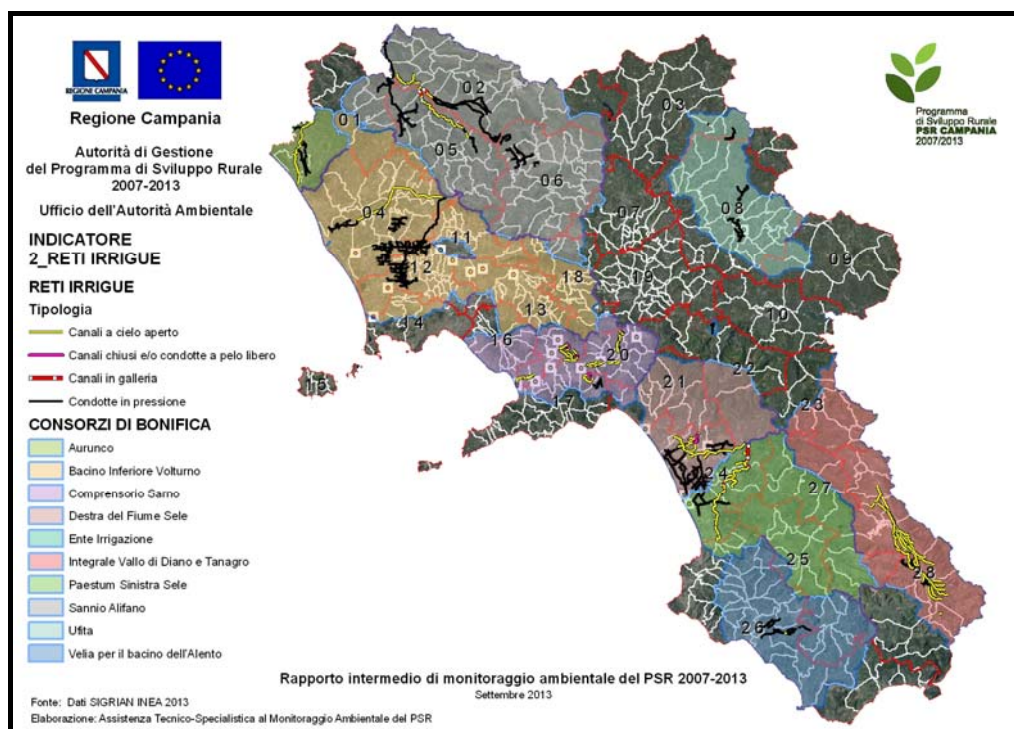 REGIONE CAMPANIA
Regione Campania
Autorità di Gestione
del Programma di Sviluppo Rurale
2007-2013
Ufficio dell'Autorità Ambientale
INDICATORE
2_RETI IRRIGUE
RETI IRRIGUE
Tipologia
Canali a cielo aperto
Canali chiusi e/o condotte a pelo libero
Canali in galleria
Condotte in pressione
CONSORZI DI BONIFICA
Aurunco
Bacino Inferiore Volturno
Comprensorio Sarno
Destra del Fiume Sele
Ente Irrigazione
Integrale Vallo di Diano e Tanagro
Paestum Sinistra Sele
Sannio Alifano
Ufita
Velia per il bacino dell'Alento
Programma
di Sviluppo Rurale
PSR CAMPANIA
2007/2013
01
02
03
04
05
06
07
08
09
10
11
12
13
14
15
16
17
18
19
20
21
22
23
24
25
26
27
28
Rapporto intermedio di monitoraggio ambientale del PSR 2007-2013
Settembre 2013
Fonte: Dati SIGRIAN INEA 2013
Elaborazione: Assistenza Tecnico-Specialistica al Monitoraggio Ambientale del PSR